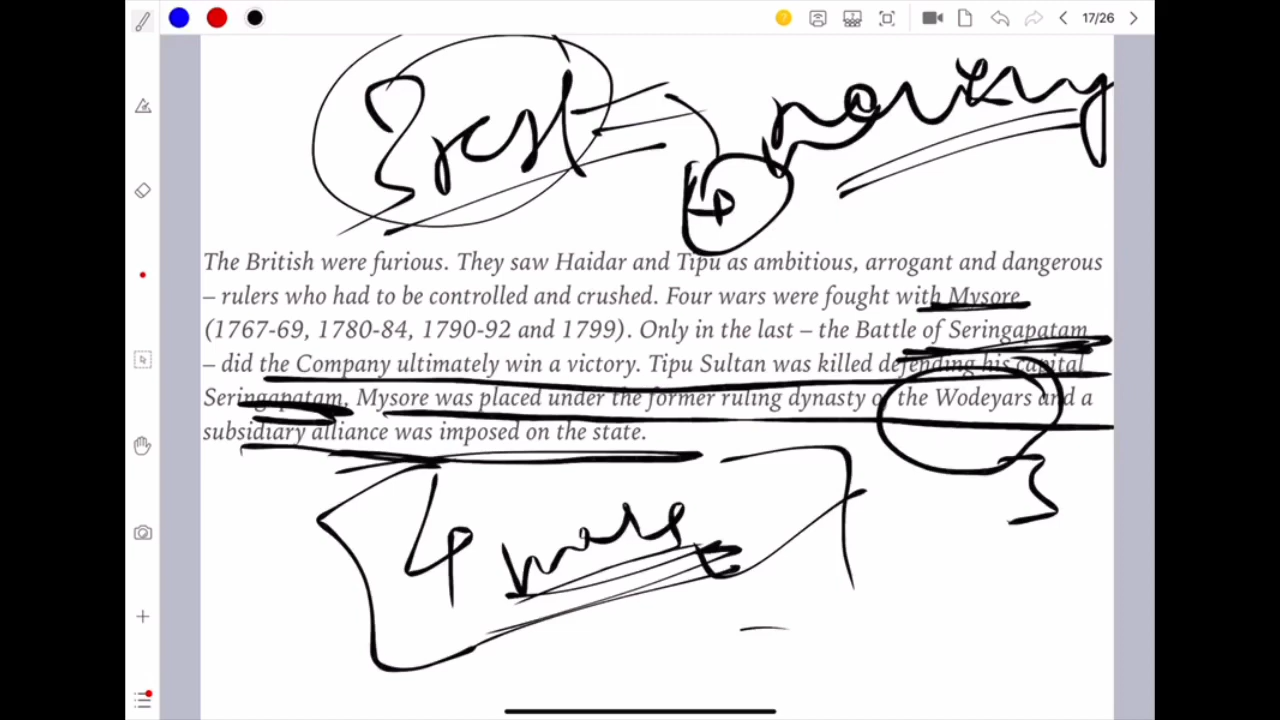 17/26
The British were furious. They saw Haidar and Tipu as ambitious, arrogant and dangerous
– rulers who had to be controlled and crushed. Four wars were fought with Mysore
(1767-69, 1780-84, 1790-92 and 1799). Only in the last – the Battle of Seringapatam
– did the Company ultimately win a victory. Tipu Sultan was killed defending his capital
Seringapatam, Mysore was placed under the former ruling dynasty of the Wodeyars and a
subsidiary alliance was imposed on the state.
4 wars